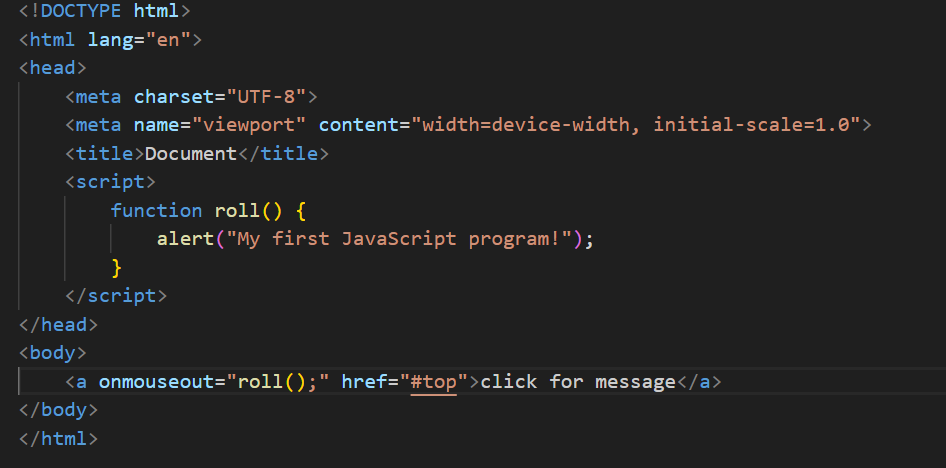 <!DOCTYPE html>
<html lang="en">
<head>
    <meta charset="UTF-8">
    <meta name="viewport" content="width=device-width, initial-scale=1.0">
    <title>Document</title>
    <script>
        function roll() {
            alert("My first JavaScript program!");
        }
    </script>
</head>
<body>
    <a onmouseout="roll();" href="#top">click for message</a>
</body>
</html>